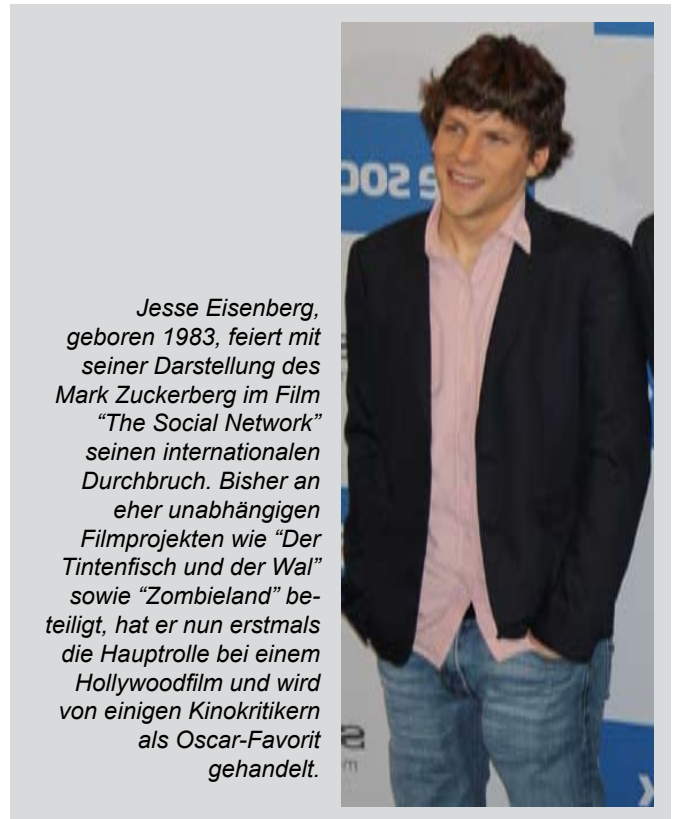 Jesse Eisenberg,
geboren 1983, feiert mit
seiner Darstellung des
Mark Zuckerberg im Film
“The Social Network”
seinen internationalen
Durchbruch. Bisher an
eher unabhängigen
Filmprojekten wie “Der
Tintenfisch und der Wal”
sowie “Zombieland” be-
teiligt, hat er nun erstmals
die Hauptrolle bei einem
Hollywoodfilm und wird
von einigen Kinokritikern
als Oscar-Favorit
gehandelt.